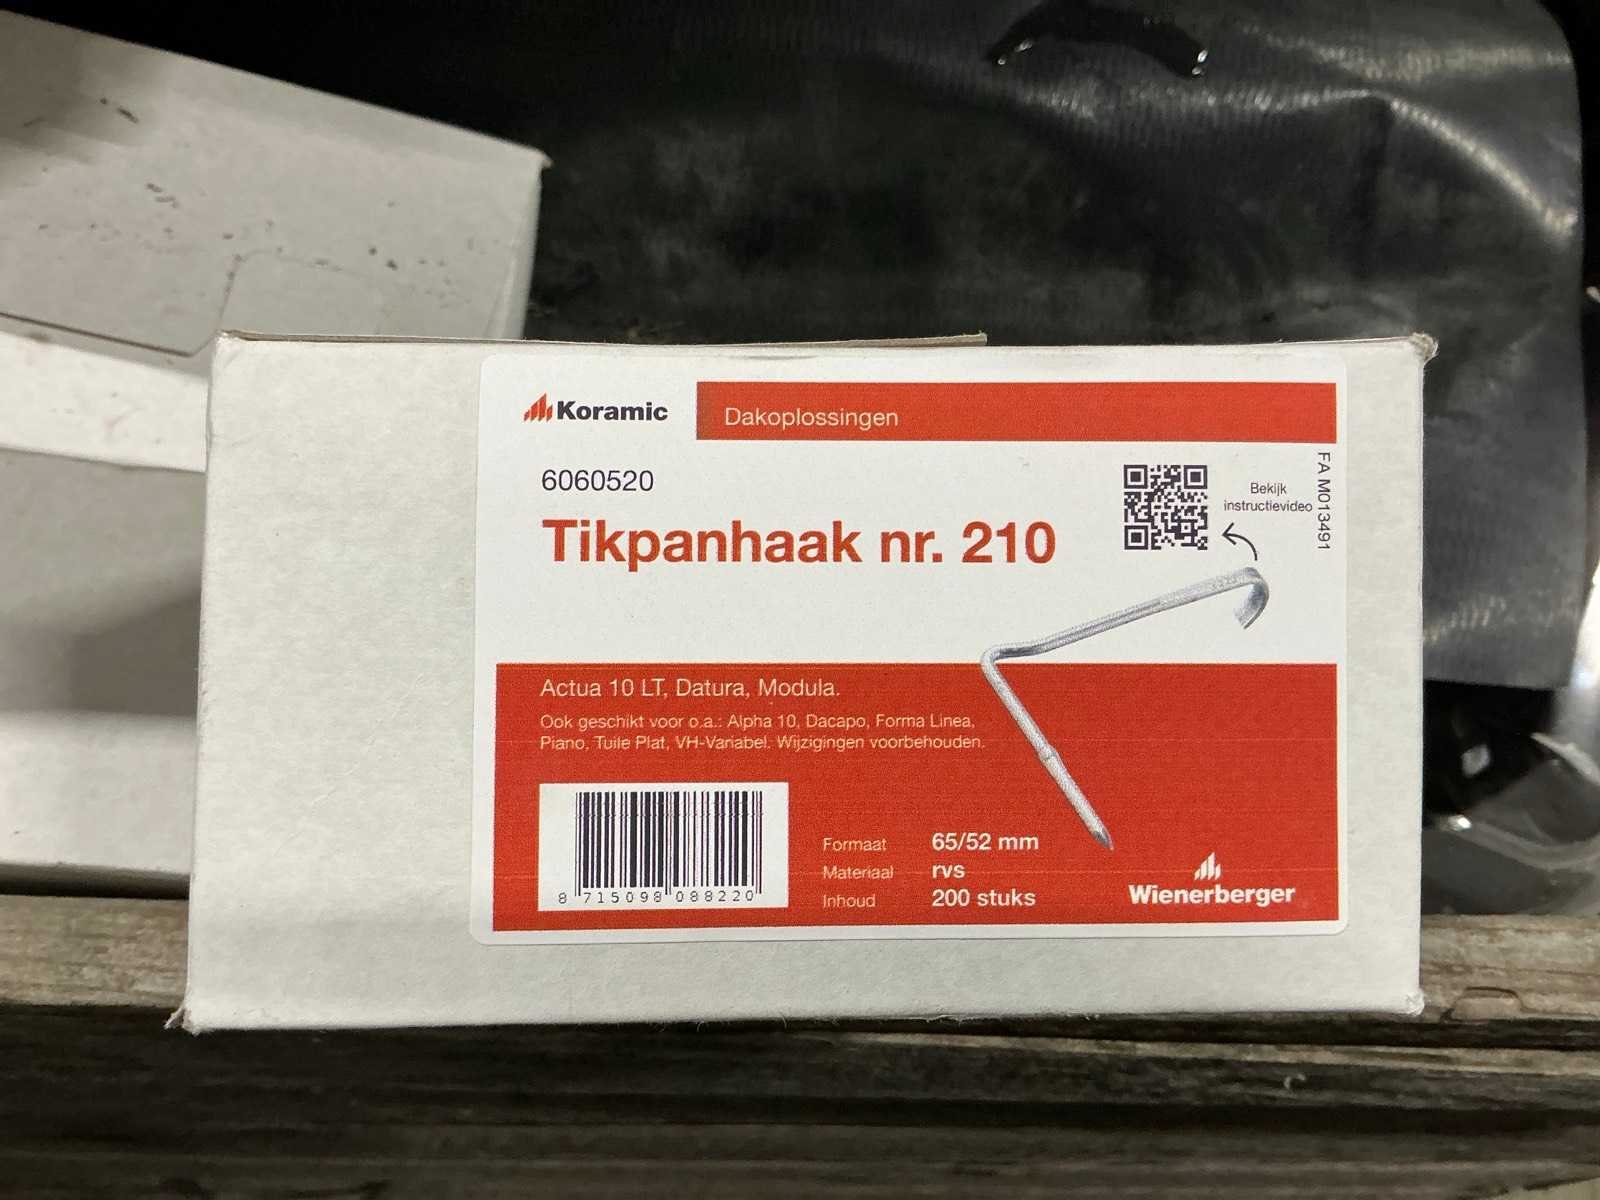 Koramic
Dakoplossingen
6060520
Tikpanhaak nr. 210
Bekijk
instructievideo
FA M013491
Actua 10 LT, Datura, Modula.
Ook geschikt voor o.a.: Alpha 10, Dacapo, Forma Linea,
Piano, Tuile Plat, VH-Variabel. Wijzigingen voorbehouden.
8 715098 088220
Formaat 65/52 mm
Materiaal rvs
Inhoud 200 stuks
Wienerberger